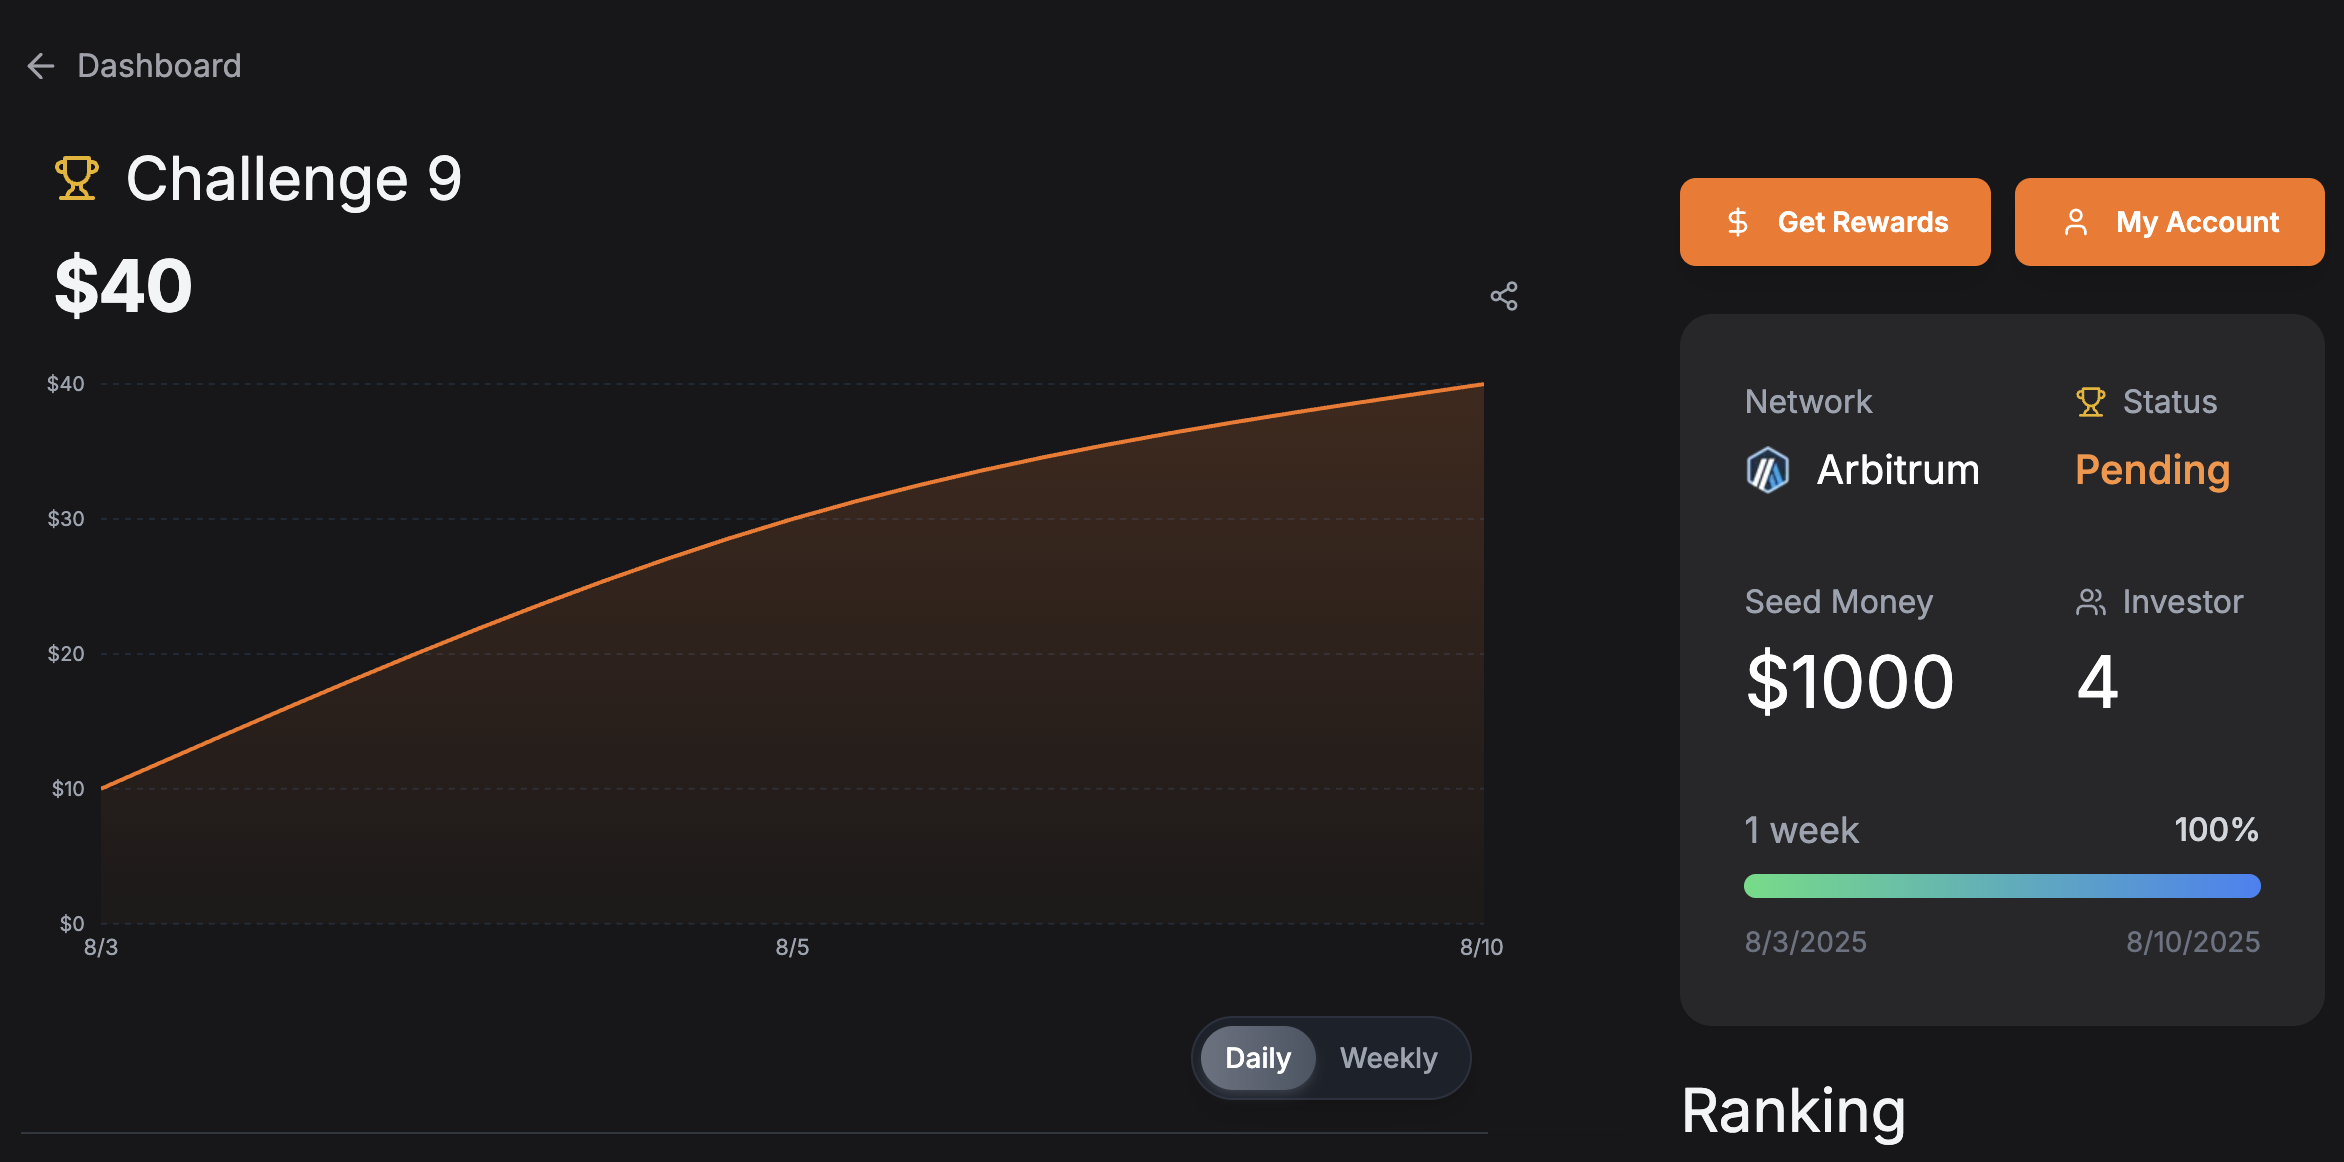 Dashboard
Challenge 9
$40
$40
$30
$20
$10
$0
8/3
8/5
8/10
Daily
Weekly
Get Rewards
My Account
Network
Status
Arbitrum
Pending
Seed Money
Investor
$1000
4
1 week
100%
8/3/2025
8/10/2025
Ranking